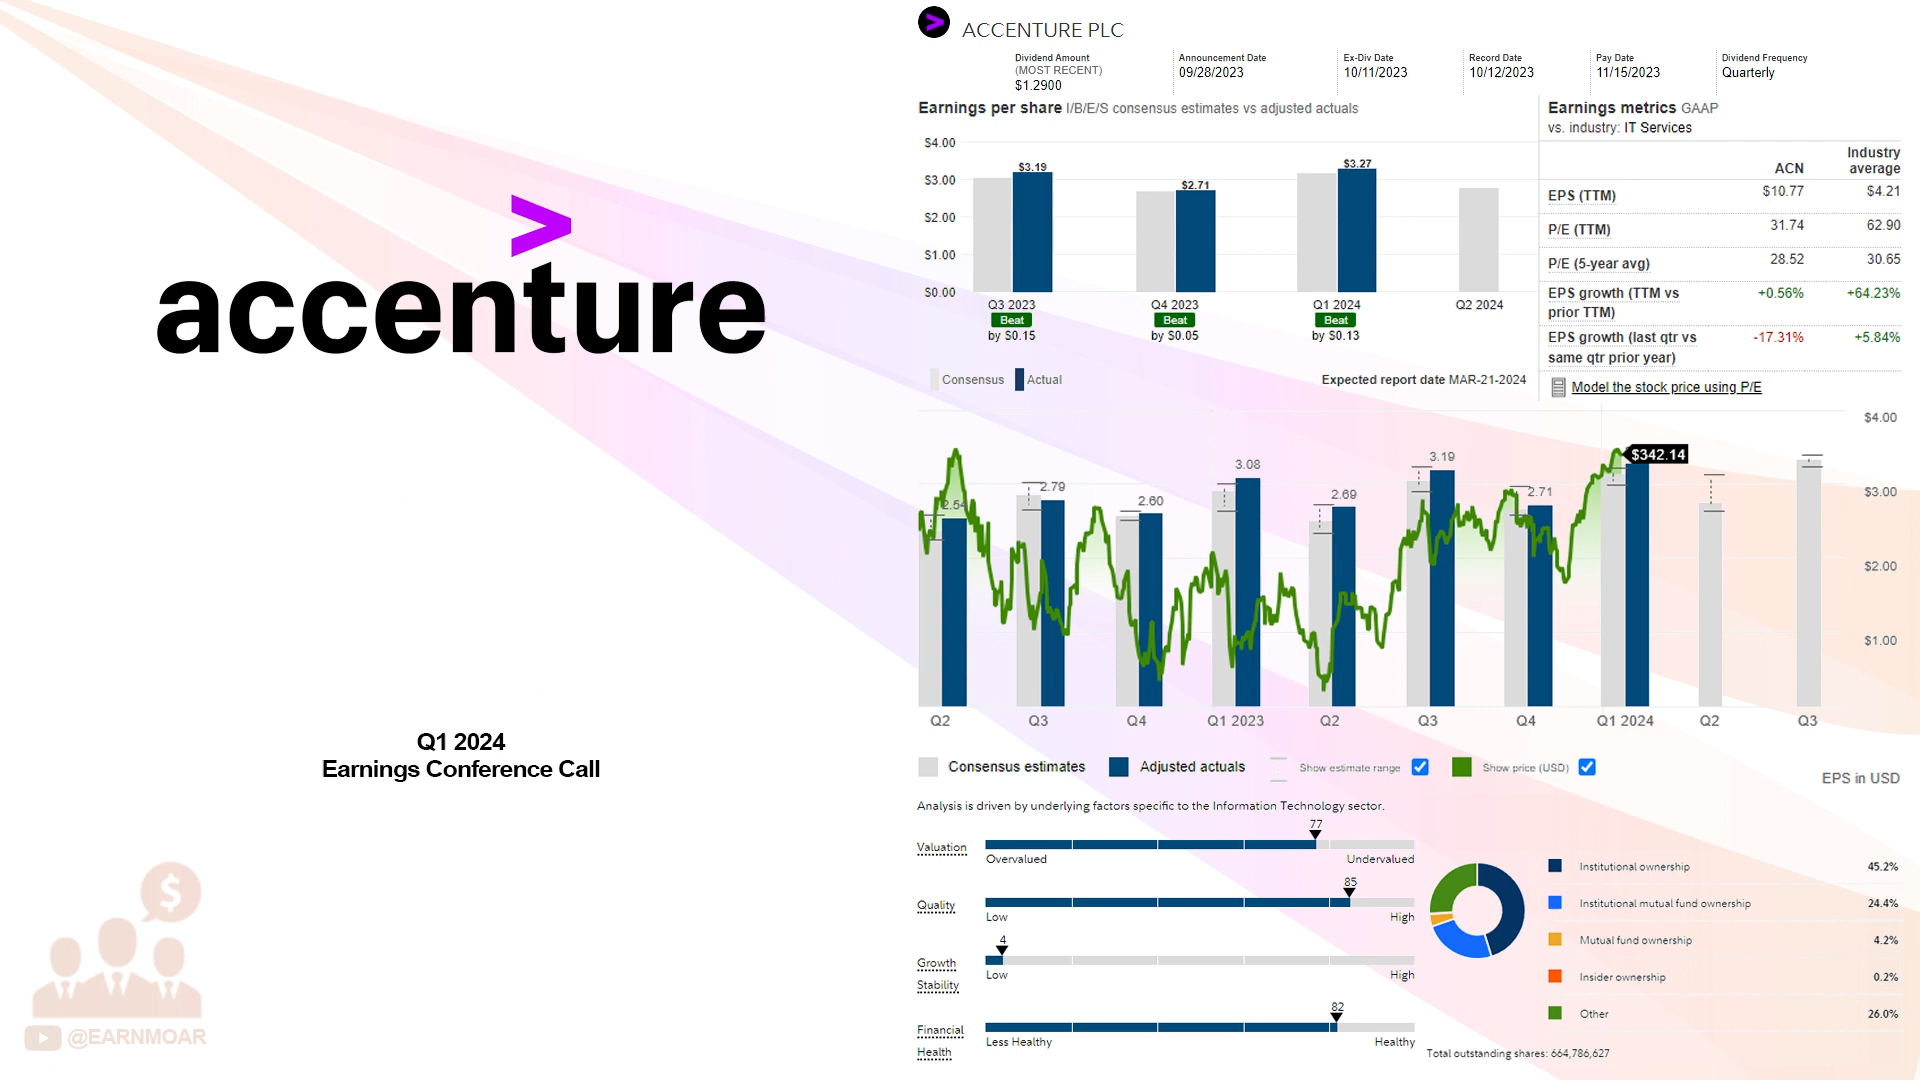 accenture
Q1 2024
Earnings Conference Call
@EARNMOAR
ACCENTURE PLC
Dividend Amount
(MOST RECENT)
$1.2900
Announcement Date
09/28/2023
Ex-Div Date
10/11/2023
Record Date
10/12/2023
Pay Date
11/15/2023
Dividend Frequency
Quarterly
Earnings per share I/B/E/S consensus estimates vs adjusted actuals
$4.00
$3.00
$2.00
$1.00
$0.00
$3.19
$2.71
$3.27
Q3 2023
Beat
by $0.15
Q4 2023
Beat
by $0.05
Q1 2024
Beat
by $0.13
Q2 2024
Consensus
Actual
Expected report date MAR-21-2024
Earnings metrics GAAP
vs. industry: IT Services
ACN
Industry
average
EPS (TTM) $10.77 $4.21
P/E (TTM) 31.74 62.90
P/E (5-year avg) 28.52 30.65
EPS growth (TTM vs
prior TTM) +0.56% +64.23%
EPS growth (last qtr vs
same qtr prior year) -17.31% +5.84%
Model the stock price using P/E
$4.00
$3.00
$2.00
$1.00
2.54
2.79
2.60
3.08
2.69
3.19
2.71
$342.14
Q2 Q3 Q4 Q1 2023 Q2 Q3 Q4 Q1 2024 Q2 Q3
Consensus estimates
Adjusted actuals
Show estimate range
Show price (USD)
EPS in USD
Analysis is driven by underlying factors specific to the Information Technology sector.
Valuation
77
Overvalued
Undervalued
Quality
85
Low
High
Growth
Stability
4
Low
High
Financial
Health
82
Less Healthy
Healthy
Institutional ownership 45.2%
Institutional mutual fund ownership 24.4%
Mutual fund ownership 4.2%
Insider ownership 0.2%
Other 26.0%
Total outstanding shares: 664,786,627